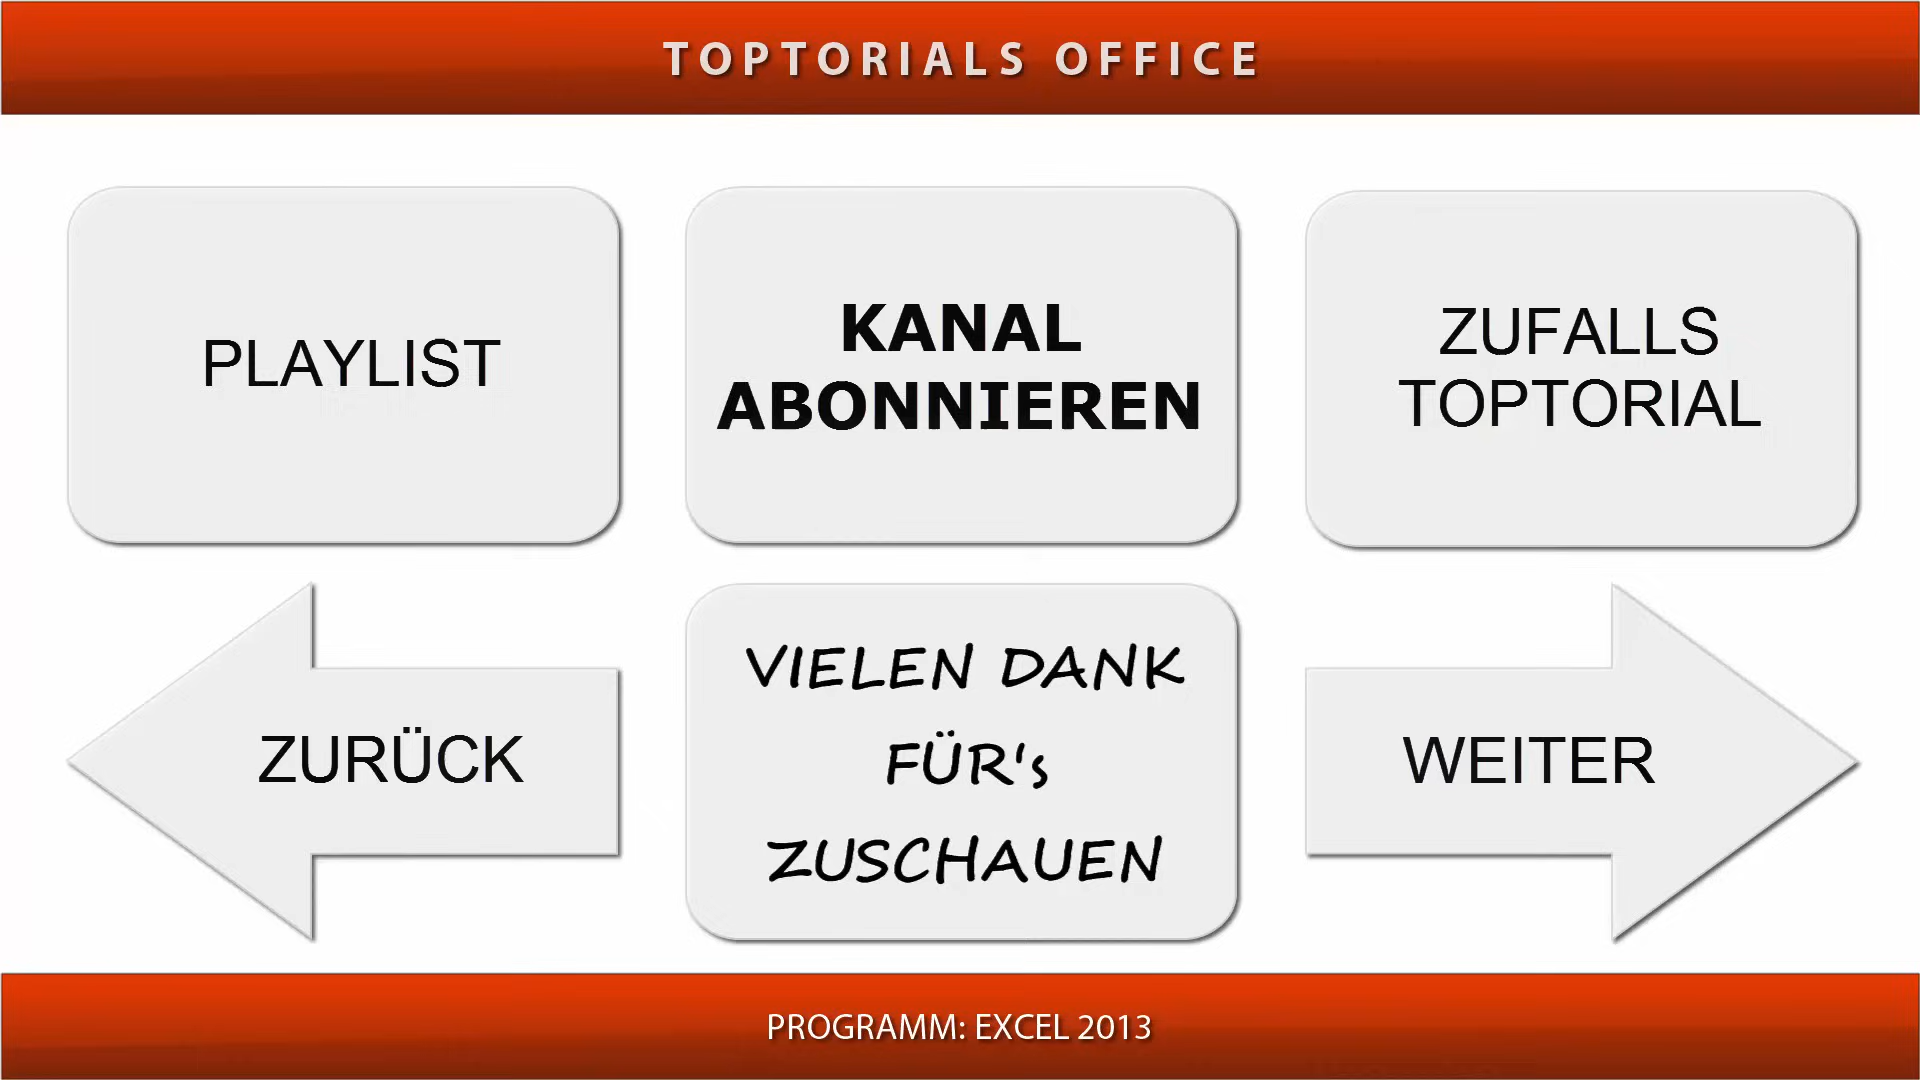 TOPTORIALS OFFICE
PLAYLIST
KANAL
ABONNIEREN
ZUFALLS
TOPTORIAL
ZURÜCK
VIELEN DANK
FÜR's
ZUSCHAUEN
WEITER
PROGRAMM: EXCEL 2013